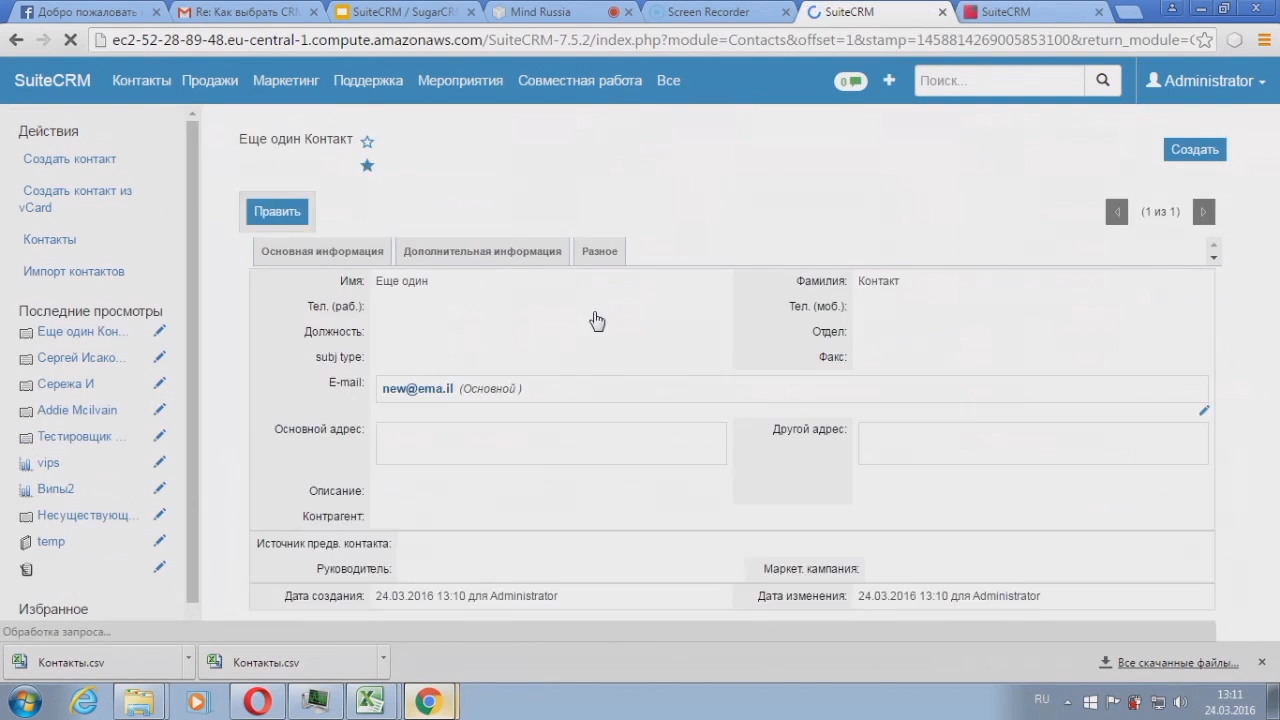 Добро пожаловать
Re: Как выбрать CRM
SuiteCRM / SugarCR
Mind Russia
Screen Recorder
SuiteCRM
SuiteCRM
ec2-52-28-89-48.eu-central-1.compute.amazonaws.com/SuiteCRM-7.5.2/index.php?module=Contacts&offset=1&stamp=1458814269005853100&return_module=C
SuiteCRM Контакты Продажи Маркетинг Поддержка Мероприятия Совместная работа Все 0 Поиск... Administrator
Действия
Создать контакт
Создать контакт из
vCard
Контакты
Импорт контактов
Последние просмотры
Еще один Кон...
Сергей Исако...
Сережа И
Addie Mcilvain
Тестировщик ...
vips
Випы2
Несуществующ...
temp
Избранное
Еще один Контакт
Создать
Править
(1 из 1)
Основная информация Дополнительная информация Разное
Имя: Еще один Фамилия: Контакт
Тел. (раб.): Тел. (моб.):
Должность: Отдел:
subj type: Факс:
E-mail: new@ema.il (Основной )
Основной адрес: Другой адрес:
Описание:
Контрагент:
Источник предв. контакта:
Руководитель: Маркет. кампания:
Дата создания: 24.03.2016 13:10 для Administrator Дата изменения: 24.03.2016 13:10 для Administrator
Обработка запроса...
Контакты.csv Контакты.csv Все скачанные файлы...
RU 13:11
24.03.2016